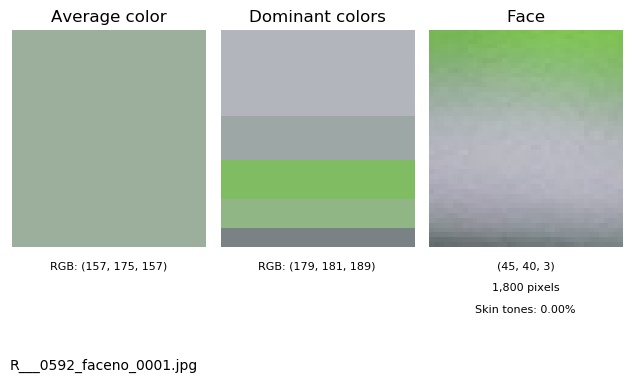 Average color
Dominant colors
Face
RGB: (157, 175, 157)
RGB: (179, 181, 189)
(45, 40, 3)
1,800 pixels
Skin tones: 0.00%
R___0592_faceno_0001.jpg